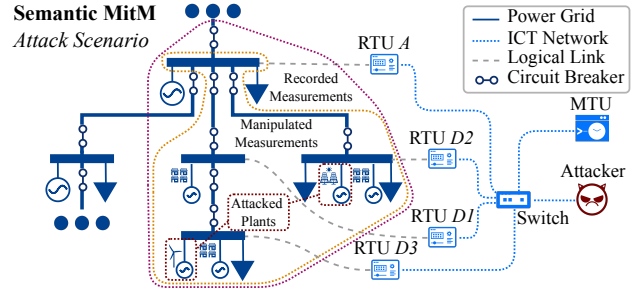 Semantic MitM
Attack Scenario
Power Grid
ICT Network
Logical Link
Circuit Breaker
RTU A
Recorded
Measurements
MTU
Manipulated
Measurements
RTU D2
Attacker
Attacked
Plants
RTU D1
Switch
RTU D3